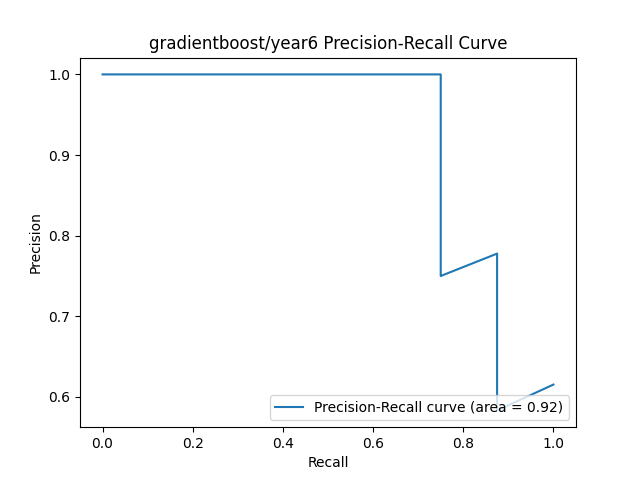 gradientboost/year6 Precision-Recall Curve
1.0
0.9
0.8
0.7
0.6
Precision
Precision-Recall curve (area = 0.92)
0.0 0.2 0.4 0.6 0.8 1.0
Recall